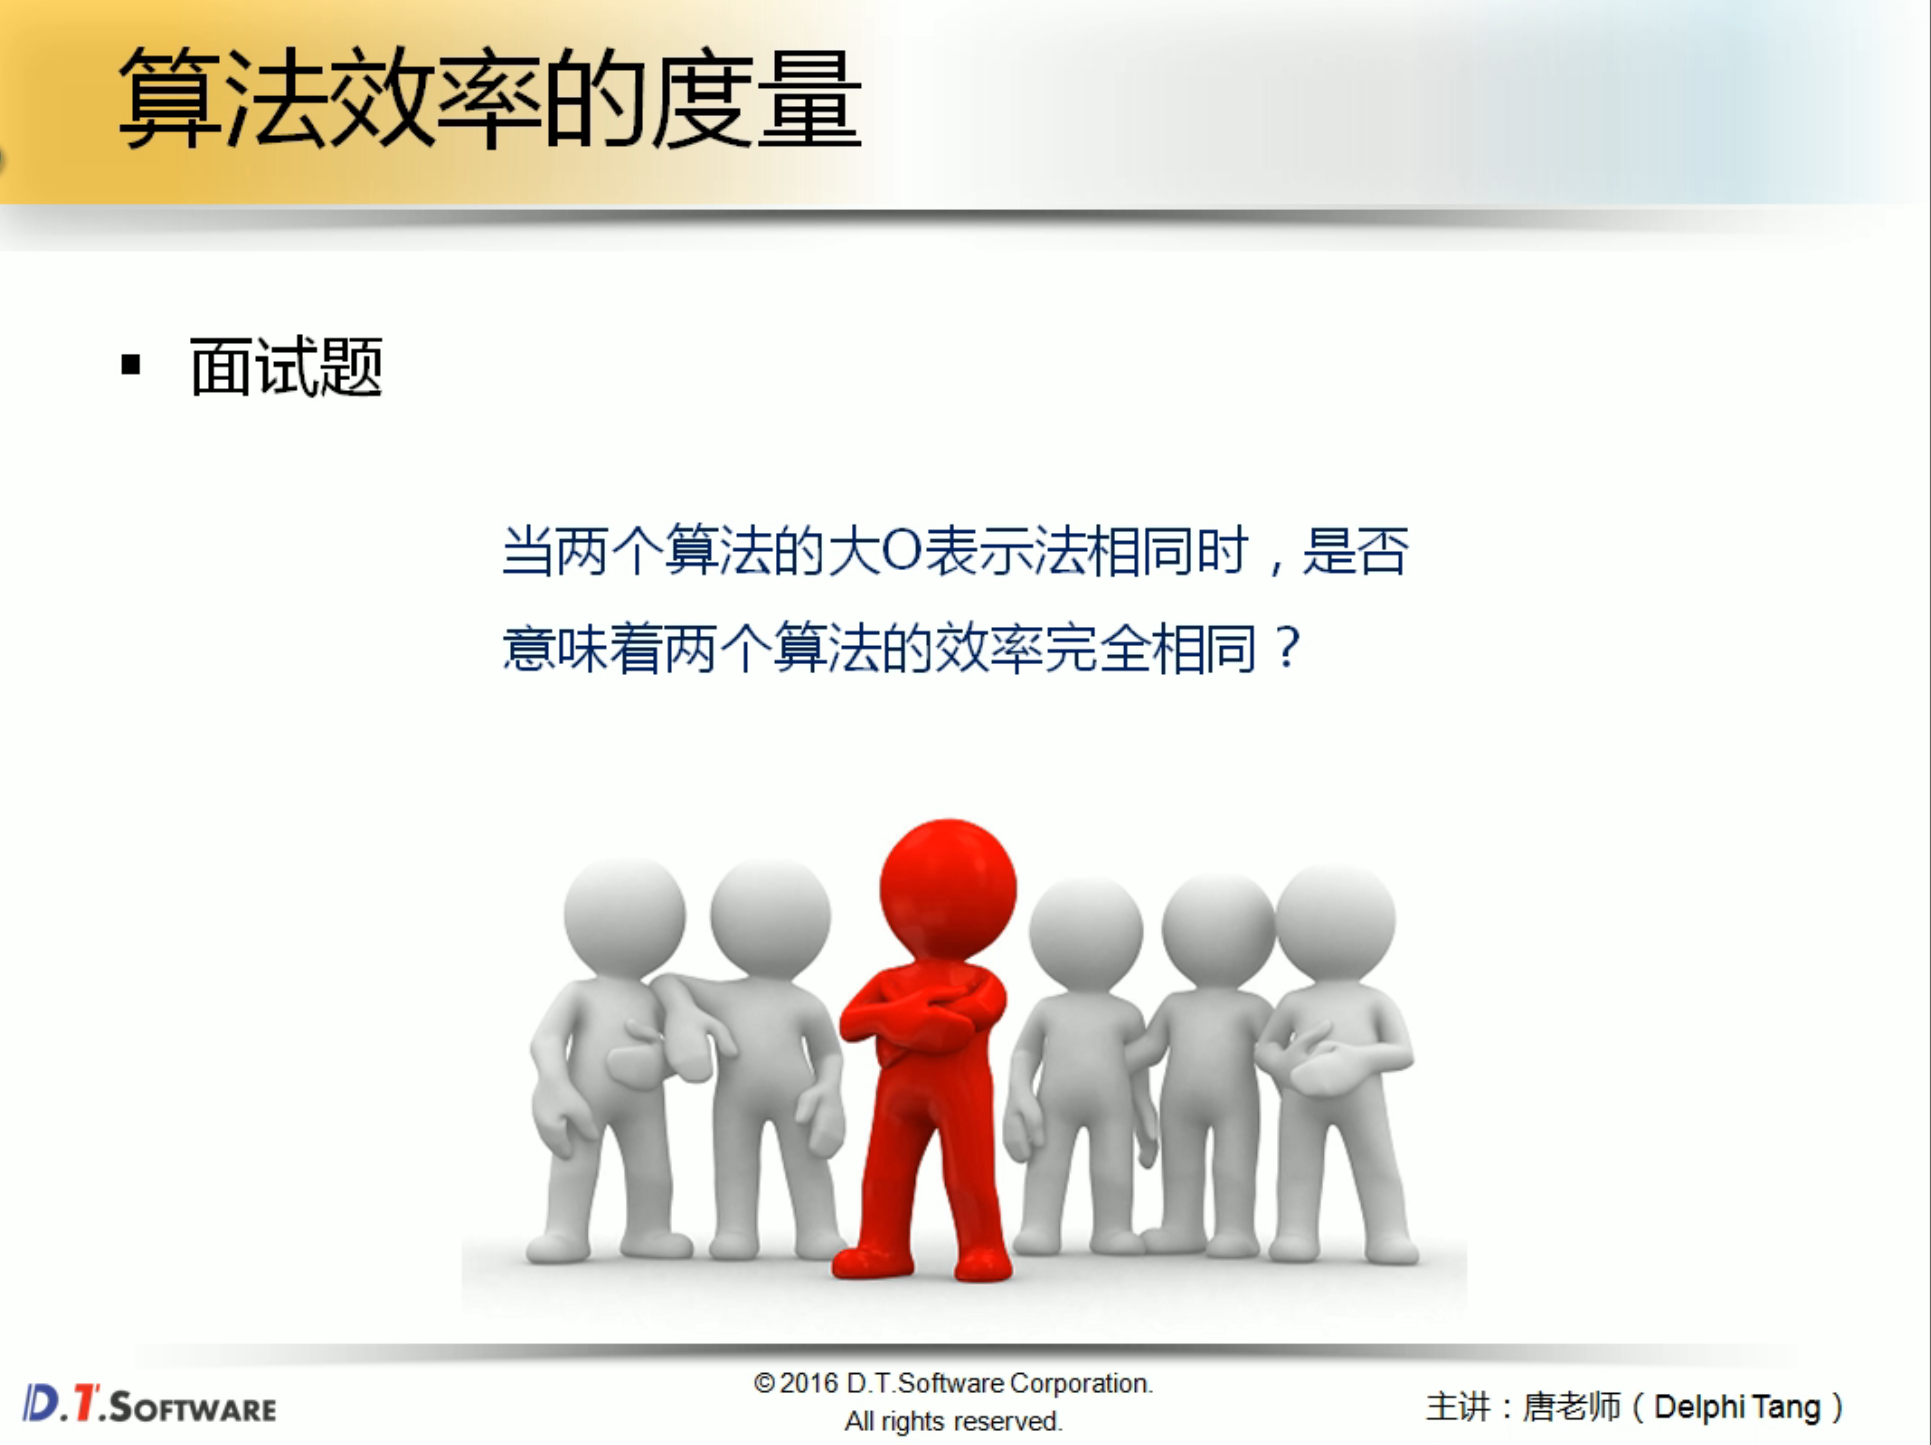 算法效率的度量
▪ 面试题
当两个算法的大O表示法相同时，是否
意味着两个算法的效率完全相同？
D.T.SOFTWARE
© 2016 D.T.Software Corporation.
All rights reserved.
主讲：唐老师（Delphi Tang）